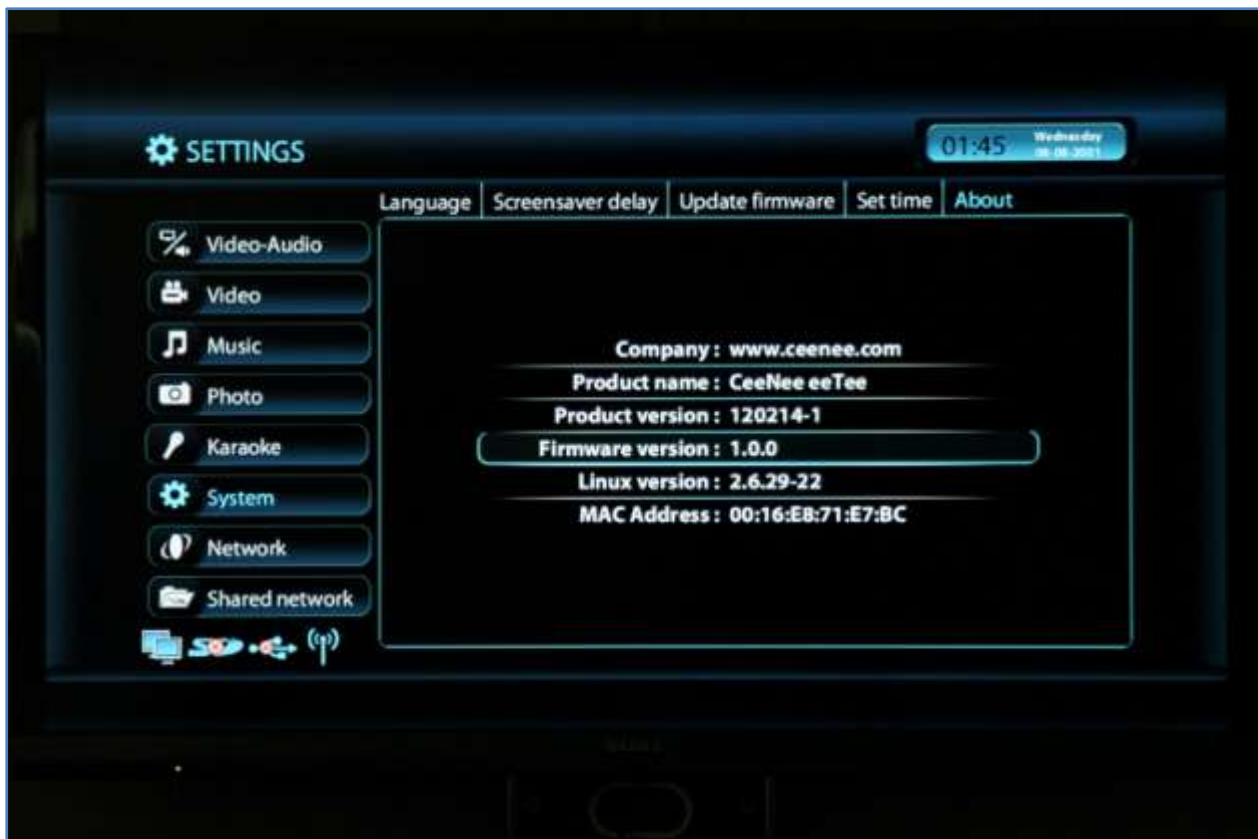 SETTINGS
01:45 Wednesday
Language Screensaver delay Update firmware Set time About
Video-Audio
Video
Music
Photo
Karaoke
System
Network
Shared network
Company : www.ceenee.com
Product name : CeeNee eeTee
Product version : 120214-1
Firmware version : 1.0.0
Linux version : 2.6.29-22
MAC Address : 00:16:E8:71:E7:BC